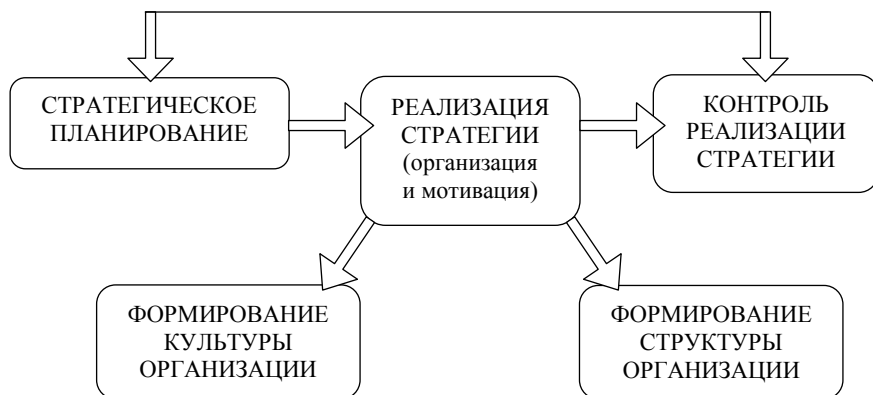 СТРАТЕГИЧЕСКОЕ
ПЛАНИРОВАНИЕ
РЕАЛИЗАЦИЯ
СТРАТЕГИИ
(организация
и мотивация)
КОНТРОЛЬ
РЕАЛИЗАЦИИ
СТРАТЕГИИ
ФОРМИРОВАНИЕ
КУЛЬТУРЫ
ОРГАНИЗАЦИИ
ФОРМИРОВАНИЕ
СТРУКТУРЫ
ОРГАНИЗАЦИИ